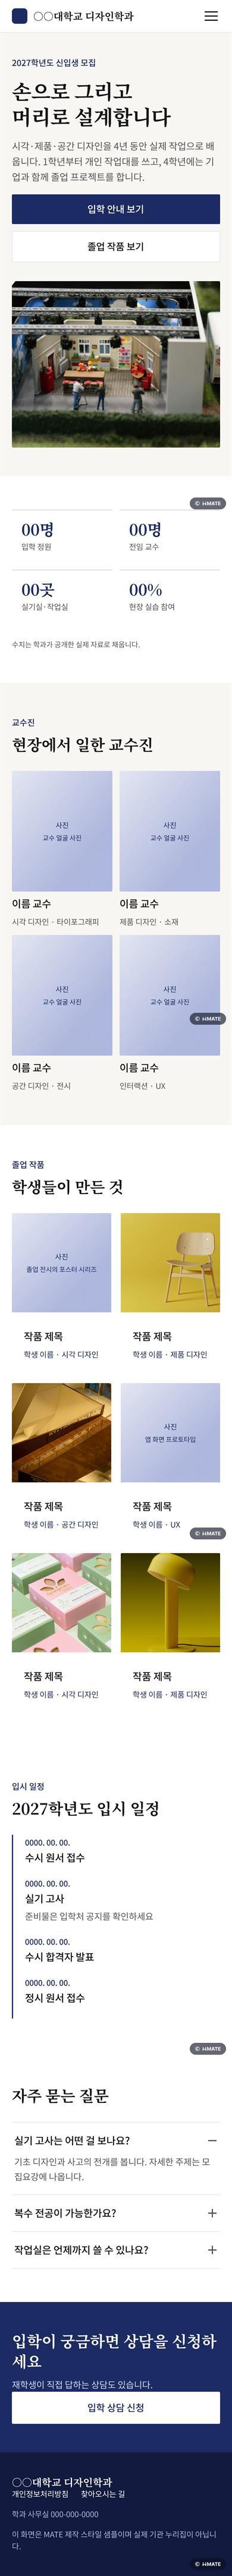 ○○대학교 디자인학과
2027학년도 신입생 모집
손으로 그리고
머리로 설계합니다
시각·제품·공간 디자인을 4년 동안 실제 작업으로 배
웁니다. 1학년부터 개인 작업대를 쓰고, 4학년에는 기
업과 함께 졸업 프로젝트를 합니다.
입학 안내 보기
졸업 작품 보기
© MATE
00명
입학 정원
00명
전임 교수
00곳
실기실·작업실
00%
현장 실습 참여
수치는 학과가 공개한 실제 자료로 채웁니다.
교수진
현장에서 일한 교수진
사진
교수 얼굴 사진
사진
교수 얼굴 사진
이름 교수
시각 디자인 · 타이포그래피
이름 교수
제품 디자인 · 소재
사진
교수 얼굴 사진
사진
교수 얼굴 사진
© MATE
이름 교수
공간 디자인 · 전시
이름 교수
인터랙션 · UX
졸업 작품
학생들이 만든 것
사진
졸업 전시의 포스터 시리즈
작품 제목
학생 이름 · 시각 디자인
작품 제목
학생 이름 · 제품 디자인
사진
앱 화면 프로토타입
작품 제목
학생 이름 · 공간 디자인
작품 제목
학생 이름 · UX
© MATE
작품 제목
학생 이름 · 시각 디자인
작품 제목
학생 이름 · 제품 디자인
입시 일정
2027학년도 입시 일정
0000. 00. 00.
수시 원서 접수
0000. 00. 00.
실기 고사
준비물은 입학처 공지를 확인하세요
0000. 00. 00.
수시 합격자 발표
0000. 00. 00.
정시 원서 접수
© MATE
자주 묻는 질문
실기 고사는 어떤 걸 보나요?
기초 디자인과 사고의 전개를 봅니다. 자세한 주제는 모
집요강에 나옵니다.
복수 전공이 가능한가요?
작업실은 언제까지 쓸 수 있나요?
입학이 궁금하면 상담을 신청하
세요
재학생이 직접 답하는 상담도 있습니다.
입학 상담 신청
○○대학교 디자인학과
개인정보처리방침 찾아오시는 길
학과 사무실 000-000-0000
이 화면은 MATE 제작 스타일 샘플이며 실제 기관 누리집이 아닙니
다.
© MATE